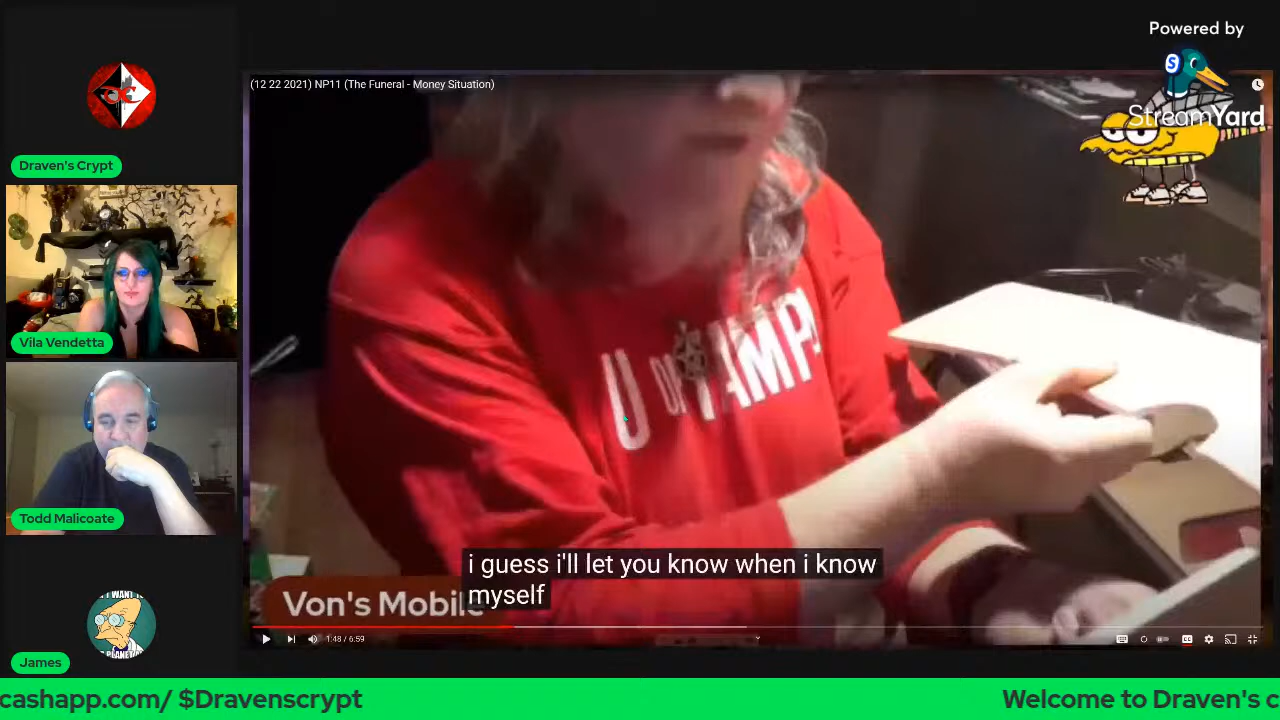 Powered by
StreamYard
Draven's Crypt
Vila Vendetta
Todd Malicoate
James
(12 22 2021) NP11 (The Funeral - Money Situation)
U
i guess i'll let you know when i know
myself
Von's Mobile
1:48 / 6:59
cashapp.com/ $Dravenscrypt
Welcome to Draven's c